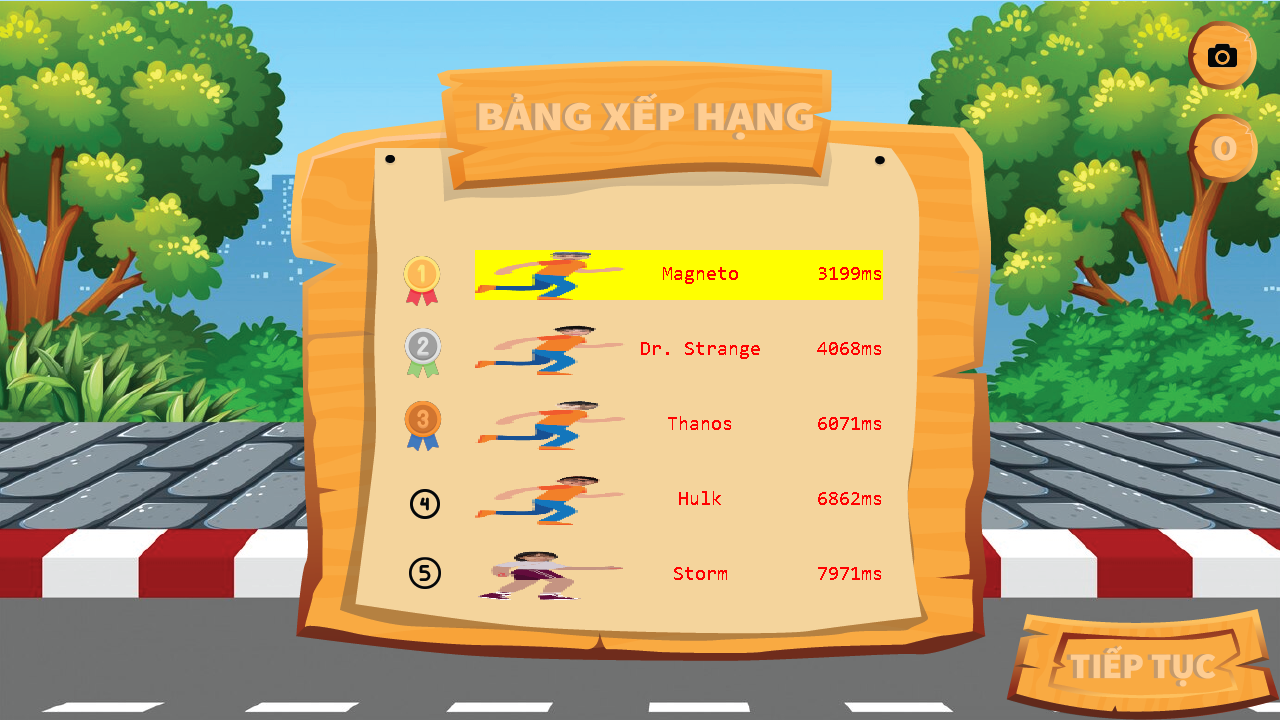 BẢNG XẾP HẠNG
O
1 Magneto 3199ms
2 Dr. Strange 4068ms
3 Thanos 6071ms
4 Hulk 6862ms
5 Storm 7971ms
TIẾP TỤC